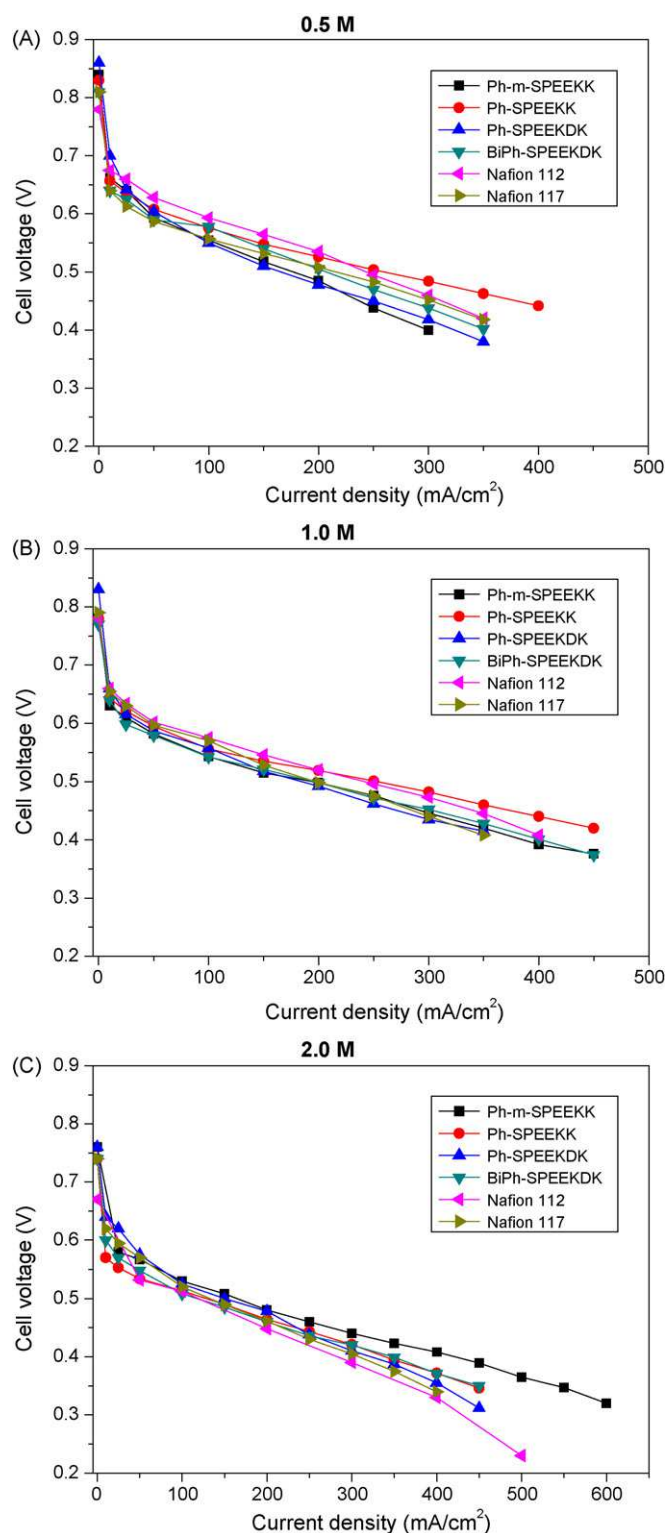 0.5 M
(A)
0.9
0.8
0.7
0.6
0.5
0.4
0.3
0.2
Cell voltage (V)
Ph-m-SPEEKK
Ph-SPEEKK
Ph-SPEEKDK
BiPh-SPEEKDK
Nafion 112
Nafion 117
0 100 200 300 400 500
Current density (mA/cm²)
1.0 M
(B)
0.9
0.8
0.7
0.6
0.5
0.4
0.3
0.2
Cell voltage (V)
Ph-m-SPEEKK
Ph-SPEEKK
Ph-SPEEKDK
BiPh-SPEEKDK
Nafion 112
Nafion 117
0 100 200 300 400 500
Current density (mA/cm²)
2.0 M
(C)
0.9
0.8
0.7
0.6
0.5
0.4
0.3
0.2
Cell voltage (V)
Ph-m-SPEEKK
Ph-SPEEKK
Ph-SPEEKDK
BiPh-SPEEKDK
Nafion 112
Nafion 117
0 100 200 300 400 500 600
Current density (mA/cm²)